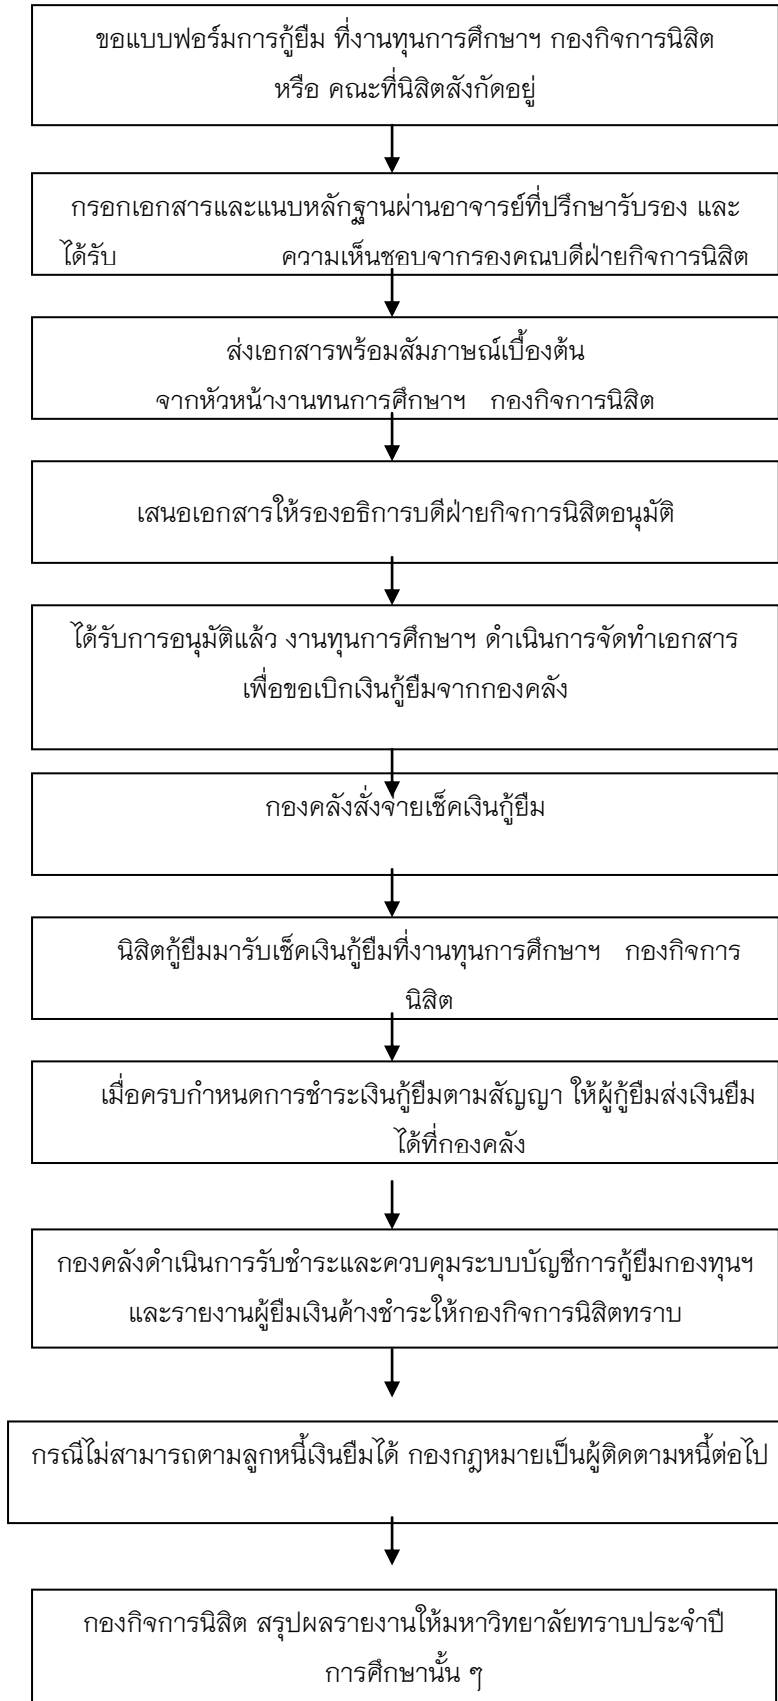 ขอแบบฟอร์มการกู้ยืม ที่งานทุนการศึกษาฯ กองกิจการนิสิต
หรือ คณะที่นิสิตสังกัดอยู่
กรอกเอกสารและแนบหลักฐานผ่านอาจารย์ที่ปรึกษารับรอง และ
ได้รับ ความเห็นชอบจากรองคณบดีฝ่ายกิจการนิสิต
ส่งเอกสารพร้อมสัมภาษณ์เบื้องต้น
จากหัวหน้างานทุนการศึกษาฯ กองกิจการนิสิต
เสนอเอกสารให้รองอธิการบดีฝ่ายกิจการนิสิตอนุมัติ
ได้รับการอนุมัติแล้ว งานทุนการศึกษาฯ ดำเนินการจัดทำเอกสาร
เพื่อขอเบิกเงินกู้ยืมจากกองคลัง
กองคลังสั่งจ่ายเช็คเงินกู้ยืม
นิสิตกู้ยืมมารับเช็คเงินกู้ยืมที่งานทุนการศึกษาฯ กองกิจการ
นิสิต
เมื่อครบกำหนดการชำระเงินกู้ยืมตามสัญญา ให้ผู้กู้ยืมส่งเงินยืม
ได้ที่กองคลัง
กองคลังดำเนินการรับชำระและควบคุมระบบบัญชีการกู้ยืมกองทุนฯ
และรายงานผู้ยืมเงินค้างชำระให้กองกิจการนิสิตทราบ
กรณีไม่สามารถตามลูกหนี้เงินยืมได้ กองกฎหมายเป็นผู้ติดตามหนี้ต่อไป
กองกิจการนิสิต สรุปผลรายงานให้มหาวิทยาลัยทราบประจำปี
การศึกษานั้น ๆ